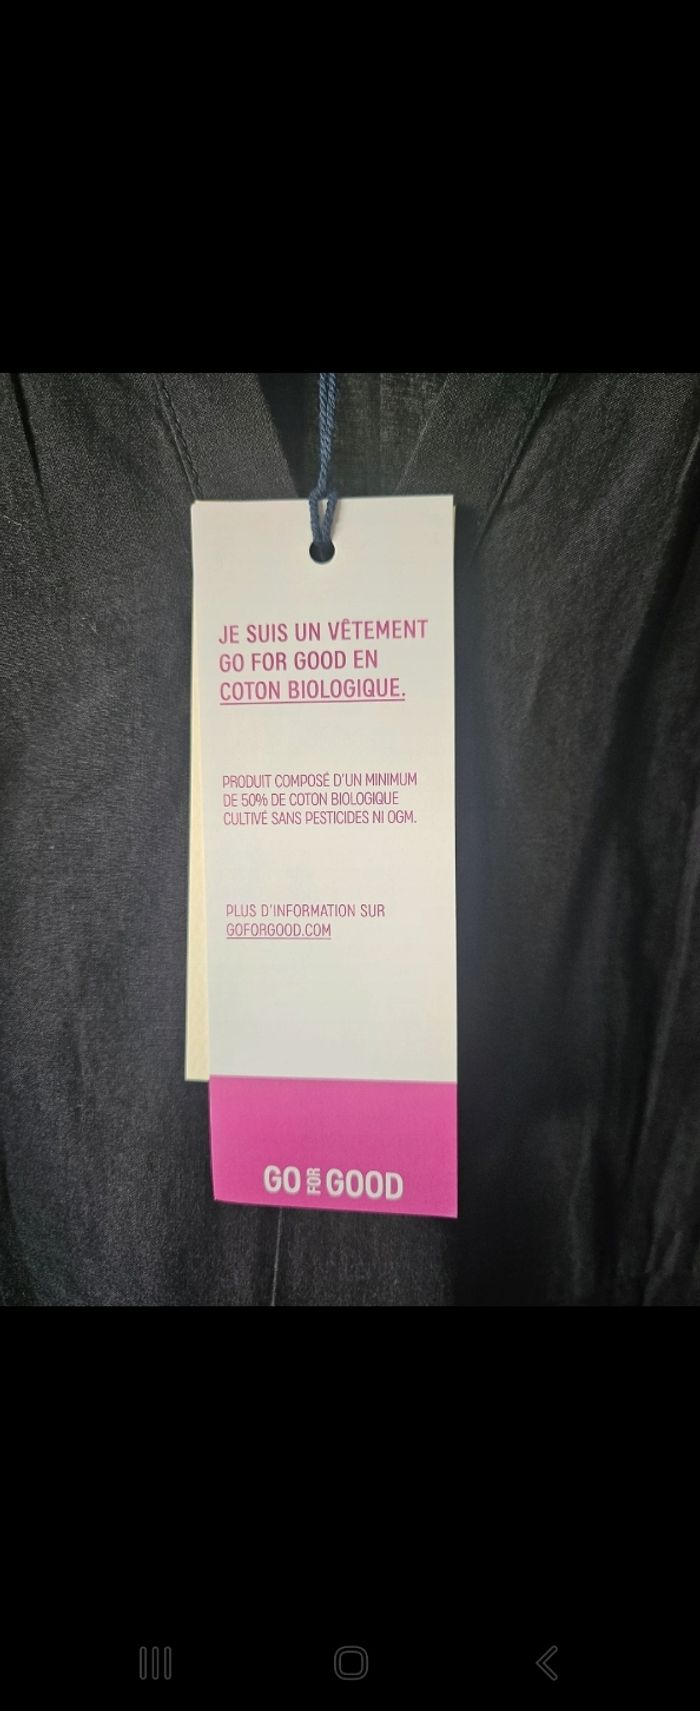 JE SUIS UN VÊTEMENT
GO FOR GOOD EN
COTON BIOLOGIQUE.
PRODUIT COMPOSÉ D'UN MINIMUM
DE 50% DE COTON BIOLOGIQUE
CULTIVÉ SANS PESTICIDES NI OGM.
PLUS D'INFORMATION SUR
GOFORGOOD.COM
GO FOR GOOD